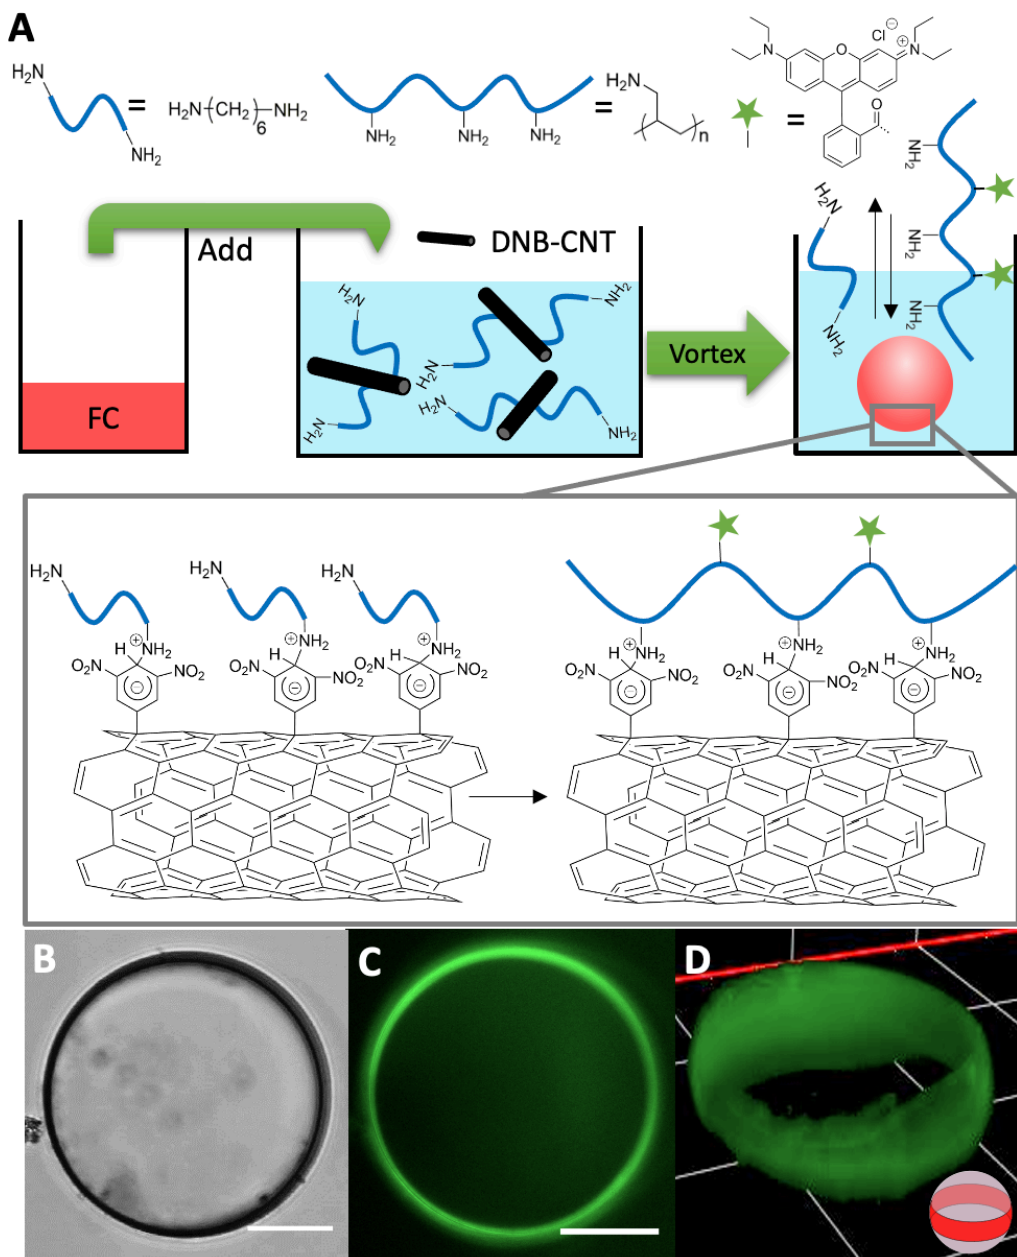 A
H₂N
NH₂
=
H₂N-(CH₂)₆-NH₂
NH₂ NH₂ NH₂
=
H₂N
n
=
N O N
Cl ⊖
⊕
O
Add
FC
DNB-CNT
H₂N
H₂N
NH₂
H₂N
H₂N
NH₂
Vortex
H₂N
NH₂
NH₂
NH₂
NH₂
H₂N H₂N H₂N
⊕ NH₂ ⊕ NH₂ ⊕ NH₂
H H H
O₂N NO₂ O₂N NO₂ O₂N NO₂
⊖ ⊖ ⊖
⊕ NH₂ ⊕ NH₂ ⊕ NH₂
H H H
O₂N NO₂ O₂N NO₂ O₂N NO₂
⊖ ⊖ ⊖
B
C
D